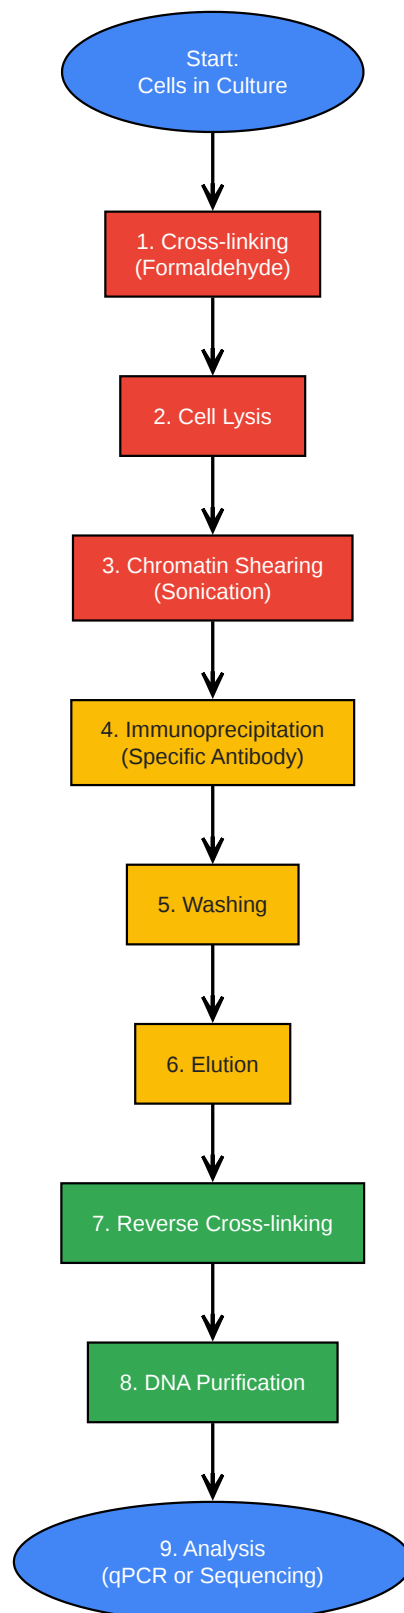 Start:
Cells in Culture
1. Cross-linking
(Formaldehyde)
2. Cell Lysis
3. Chromatin Shearing
(Sonication)
4. Immunoprecipitation
(Specific Antibody)
5. Washing
6. Elution
7. Reverse Cross-linking
8. DNA Purification
9. Analysis
(qPCR or Sequencing)